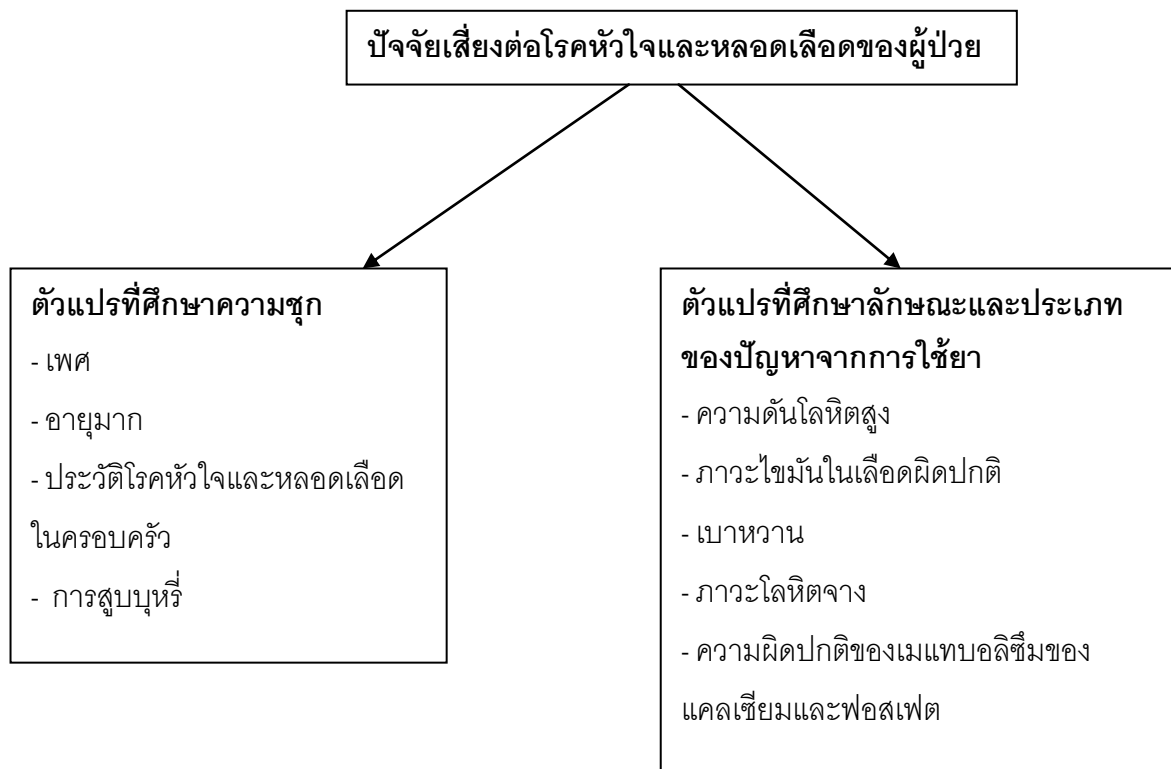 ปัจจัยเสี่ยงต่อโรคหัวใจและหลอดเลือดของผู้ป่วย
ตัวแปรที่ศึกษาความชุก
- เพศ
- อายุมาก
- ประวัติโรคหัวใจและหลอดเลือด
ในครอบครัว
- การสูบบุหรี่
ตัวแปรที่ศึกษาลักษณะและประเภท
ของปัญหาจากการใช้ยา
- ความดันโลหิตสูง
- ภาวะไขมันในเลือดผิดปกติ
- เบาหวาน
- ภาวะโลหิตจาง
- ความผิดปกติของเมแทบอลิซึมของ
แคลเซียมและฟอสเฟต